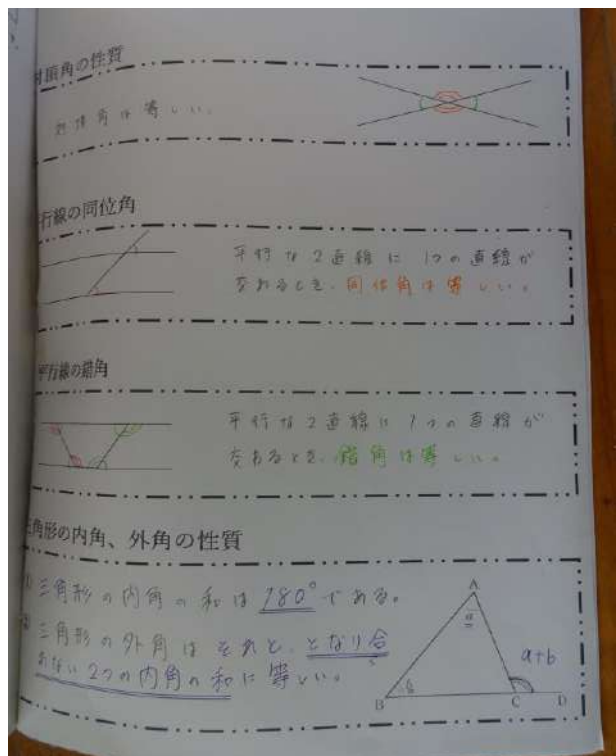 対頂角の性質
対頂角は等しい。
平行線の同位角
平行な2直線に1つの直線が
交わるとき、同位角は等しい。
平行線の錯角
平行な2直線に1つの直線が
交わるとき、錯角は等しい。
三角形の内角、外角の性質
三角形の内角の和は180°である。
三角形の外角はそれと、となり合
わない2つの内角の和に等しい。
A
a
a+b
b
B
C
D